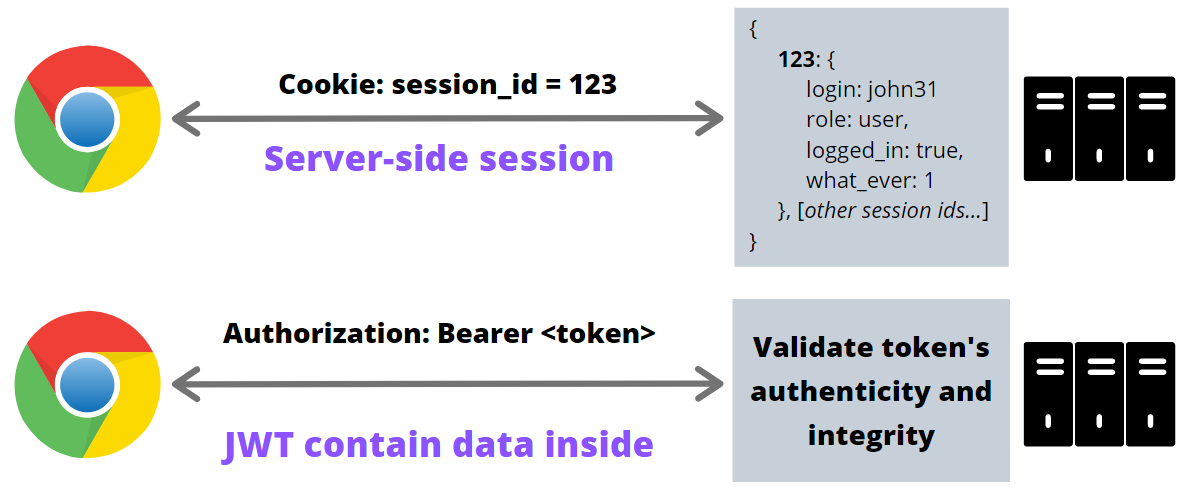 Cookie: session_id = 123
Server-side session
{
123: {
login: john31
role: user,
logged_in: true,
what_ever: 1
}, [other session ids...]
}
Authorization: Bearer <token>
JWT contain data inside
Validate token's
authenticity and
integrity